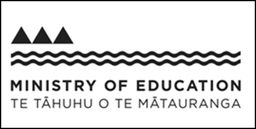 MINISTRY OF EDUCATION
TE TĀHUHU O TE MĀTAURANGA